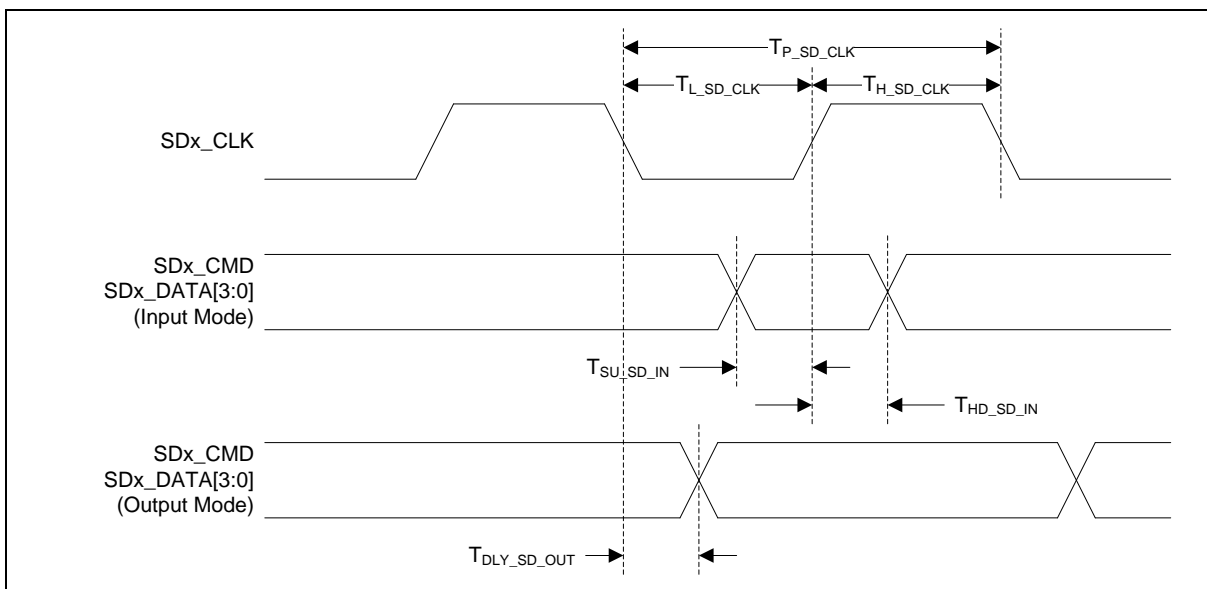 T_P_SD_CLK
T_L_SD_CLK
T_H_SD_CLK
SDx_CLK
SDx_CMD
SDx_DATA[3:0]
(Input Mode)
T_SU_SD_IN
T_HD_SD_IN
SDx_CMD
SDx_DATA[3:0]
(Output Mode)
T_DLY_SD_OUT